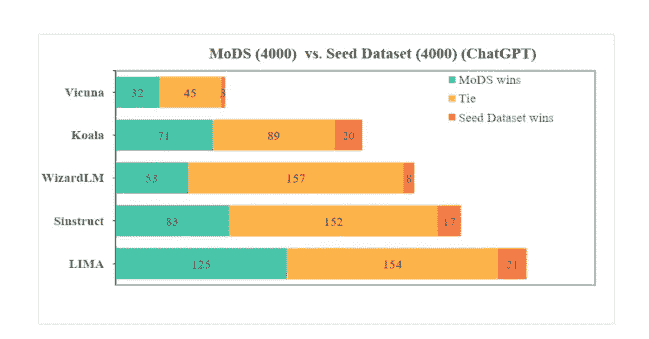 MoDS (4000) vs. Seed Dataset (4000) (ChatGPT)
MoDS wins
Tie
Seed Dataset wins
Vicuna 32 45 3
Koala 71 89 20
WizardLM 53 157 8
Sinstruct 83 152 17
LIMA 125 154 21